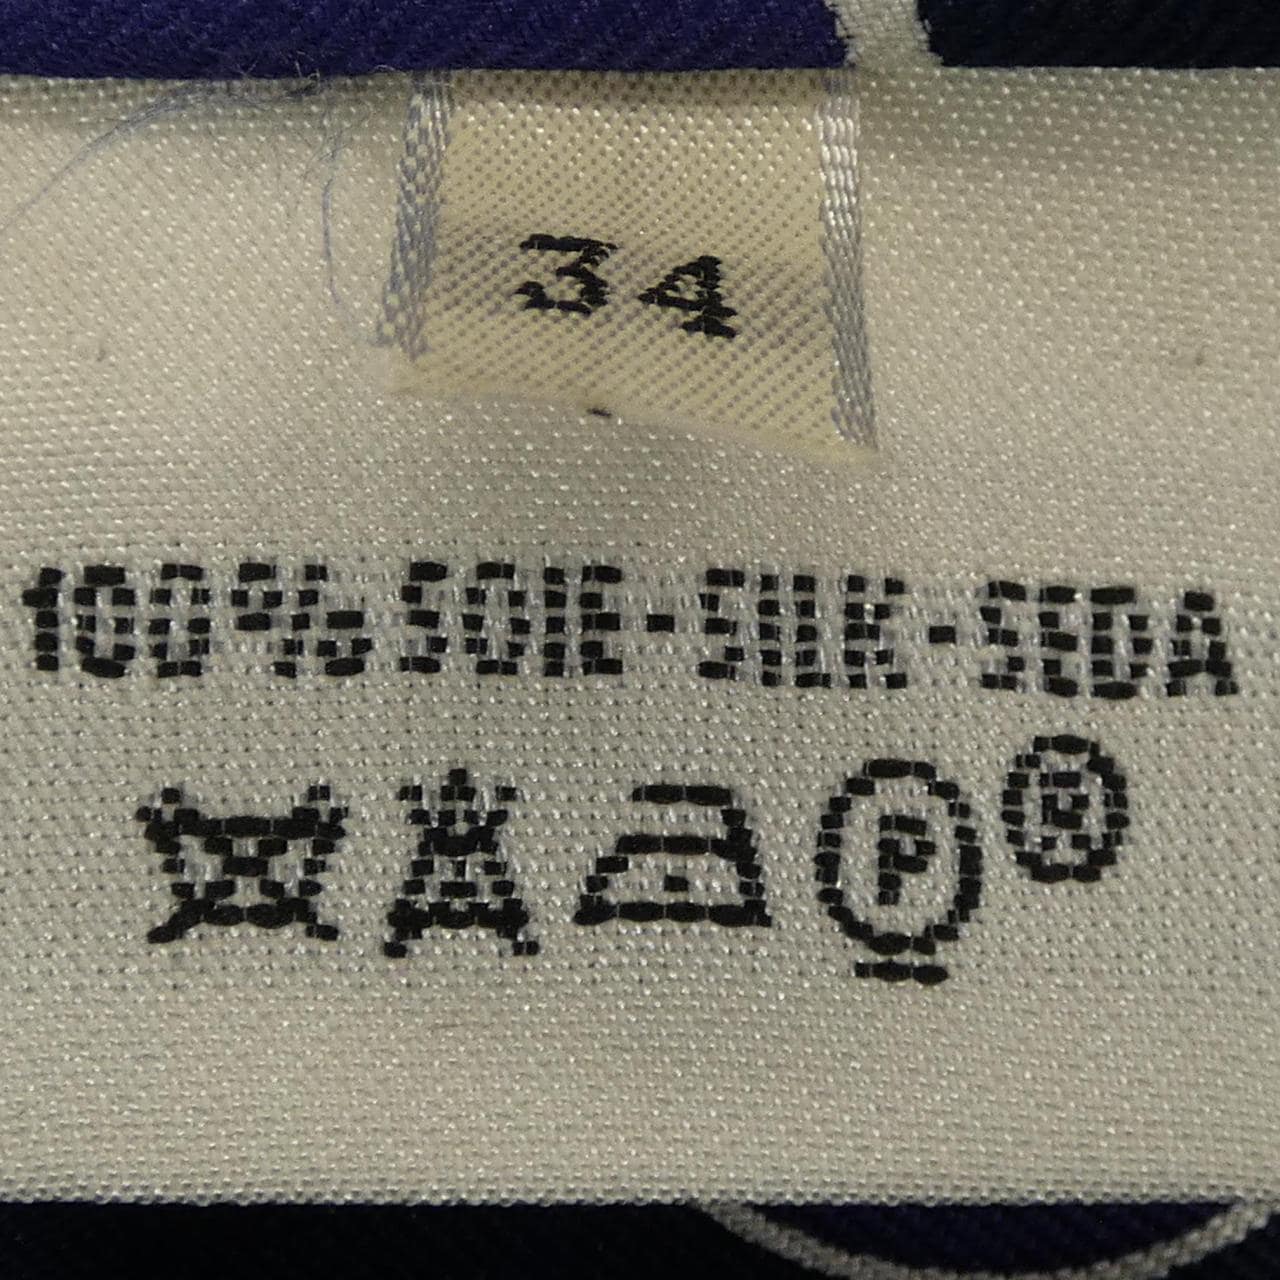 34
100% SOIE - SILK - SEDA
P R